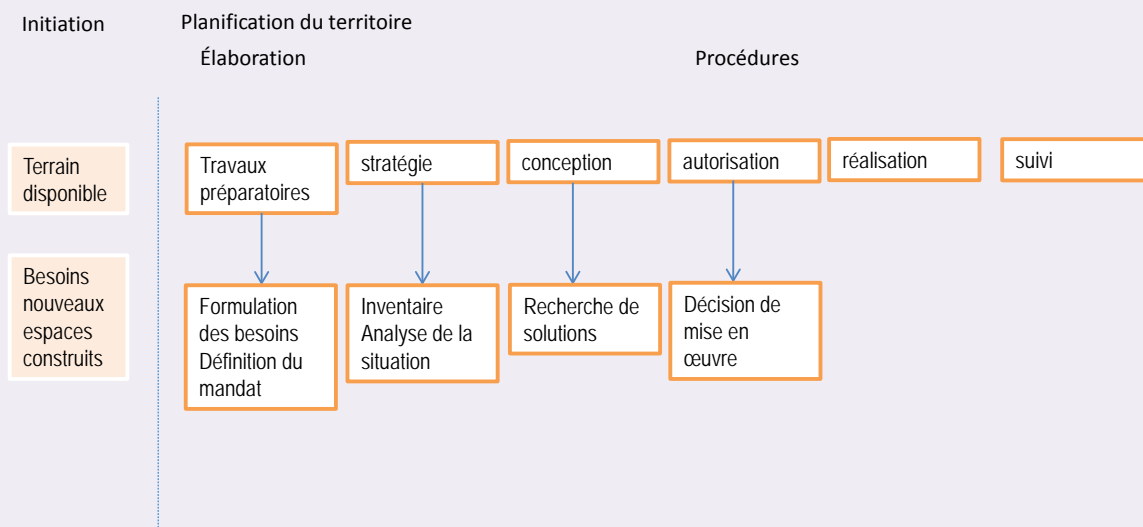 Initiation
Planification du territoire
Élaboration
Procédures
Terrain
disponible
Travaux
préparatoires
stratégie
conception
autorisation
réalisation
suivi
Besoins
nouveaux
espaces
construits
Formulation
des besoins
Définition du
mandat
Inventaire
Analyse de la
situation
Recherche de
solutions
Décision de
mise en
œuvre